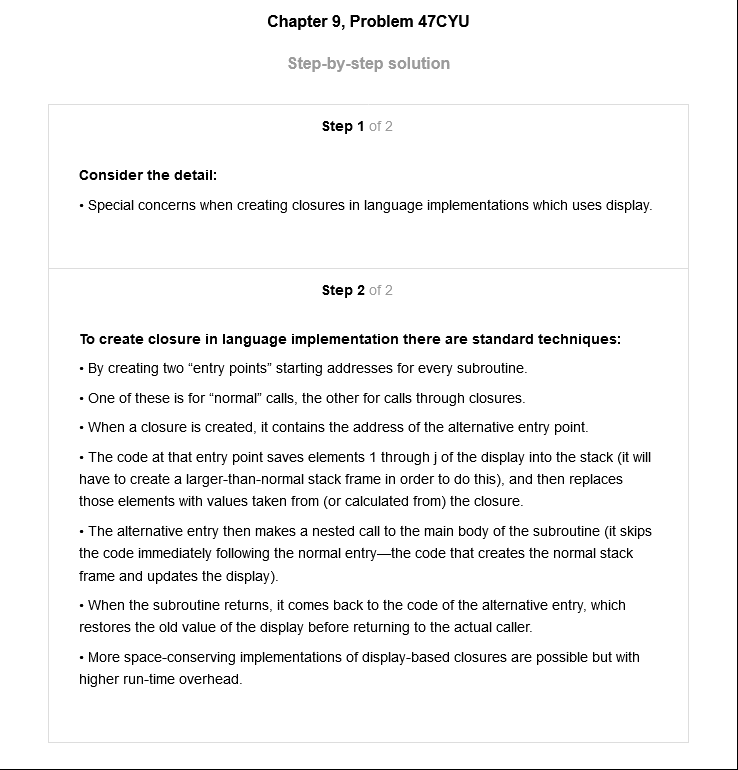 Chapter 9, Problem 47CYU
Step-by-step solution
Step 1 of 2
Consider the detail:
• Special concerns when creating closures in language implementations which uses display.
Step 2 of 2
To create closure in language implementation there are standard techniques:
• By creating two “entry points” starting addresses for every subroutine.
• One of these is for “normal” calls, the other for calls through closures.
• When a closure is created, it contains the address of the alternative entry point.
• The code at that entry point saves elements 1 through j of the display into the stack (it will
have to create a larger-than-normal stack frame in order to do this), and then replaces
those elements with values taken from (or calculated from) the closure.
• The alternative entry then makes a nested call to the main body of the subroutine (it skips
the code immediately following the normal entry—the code that creates the normal stack
frame and updates the display).
• When the subroutine returns, it comes back to the code of the alternative entry, which
restores the old value of the display before returning to the actual caller.
• More space-conserving implementations of display-based closures are possible but with
higher run-time overhead.